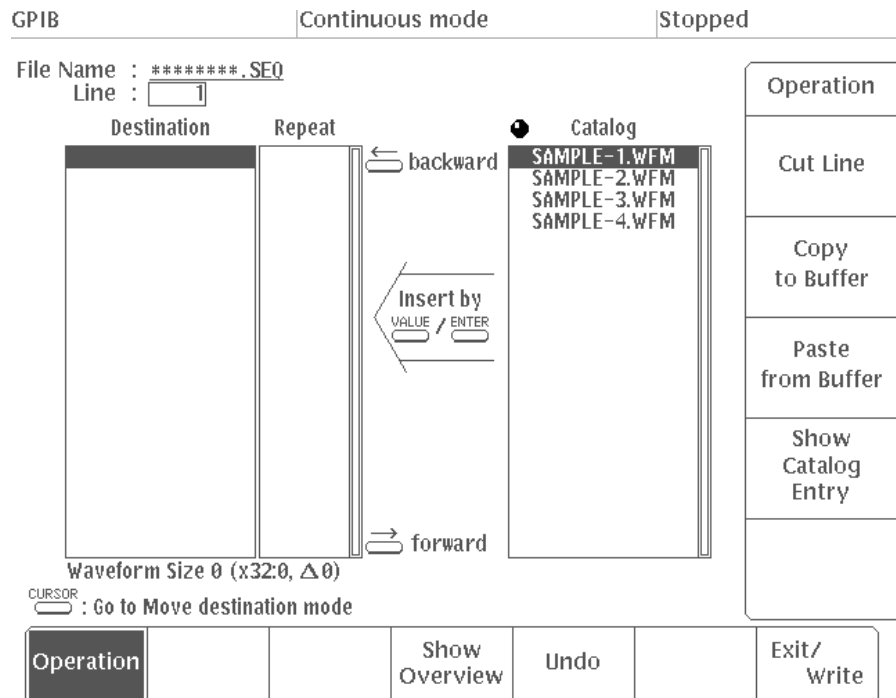 GPIB Continuous mode Stopped
File Name : ********.SEQ
Line : 1
Destination Repeat Catalog
← backward
SAMPLE-1.WFM
SAMPLE-2.WFM
SAMPLE-3.WFM
SAMPLE-4.WFM
Insert by
VALUE / ENTER
→ forward
Waveform Size 0 (x32:0, Δ0)
CURSOR : Go to Move destination mode
Operation
Cut Line
Copy
to Buffer
Paste
from Buffer
Show
Catalog
Entry
Operation
Show
Overview
Undo
Exit/
Write